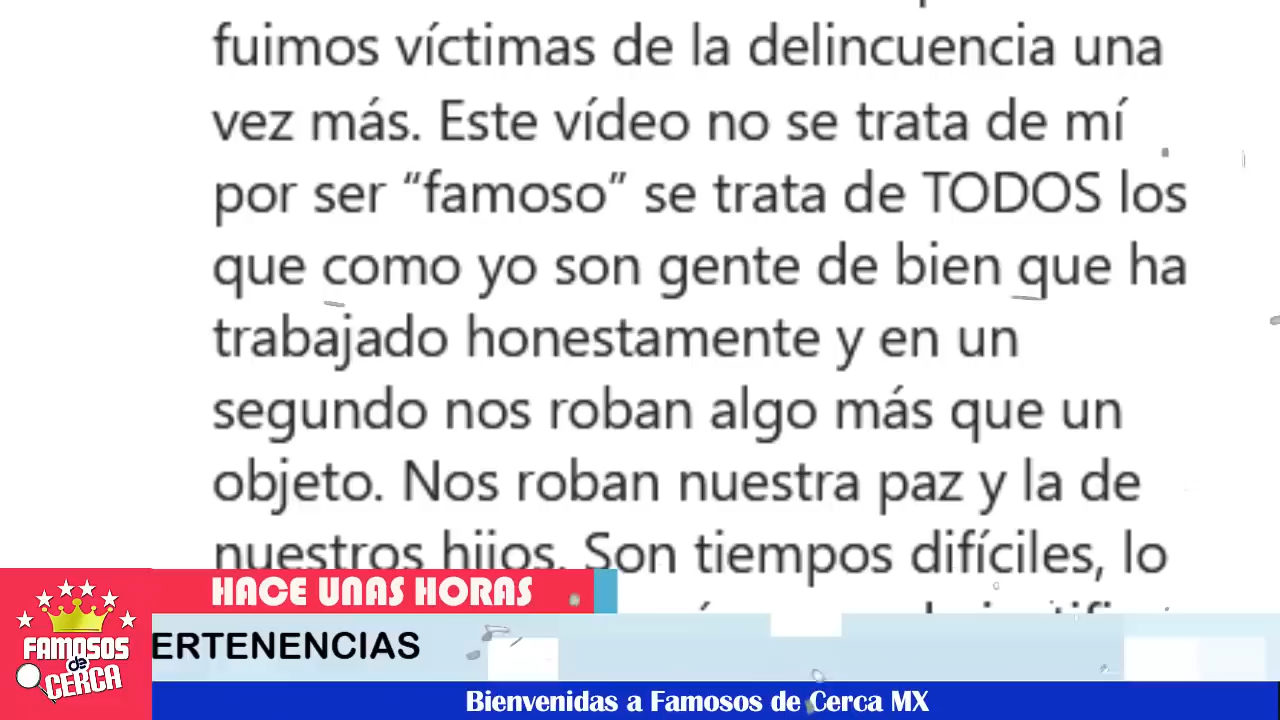 fuimos víctimas de la delincuencia una
vez más. Este vídeo no se trata de mí
por ser “famoso” se trata de TODOS los
que como yo son gente de bien que ha
trabajado honestamente y en un
segundo nos roban algo más que un
objeto. Nos roban nuestra paz y la de
nuestros hijos. Son tiempos difíciles, lo
HACE UNAS HORAS
ERTENENCIAS
FAMOSOS
de
CERCA
Bienvenidas a Famosos de Cerca MX